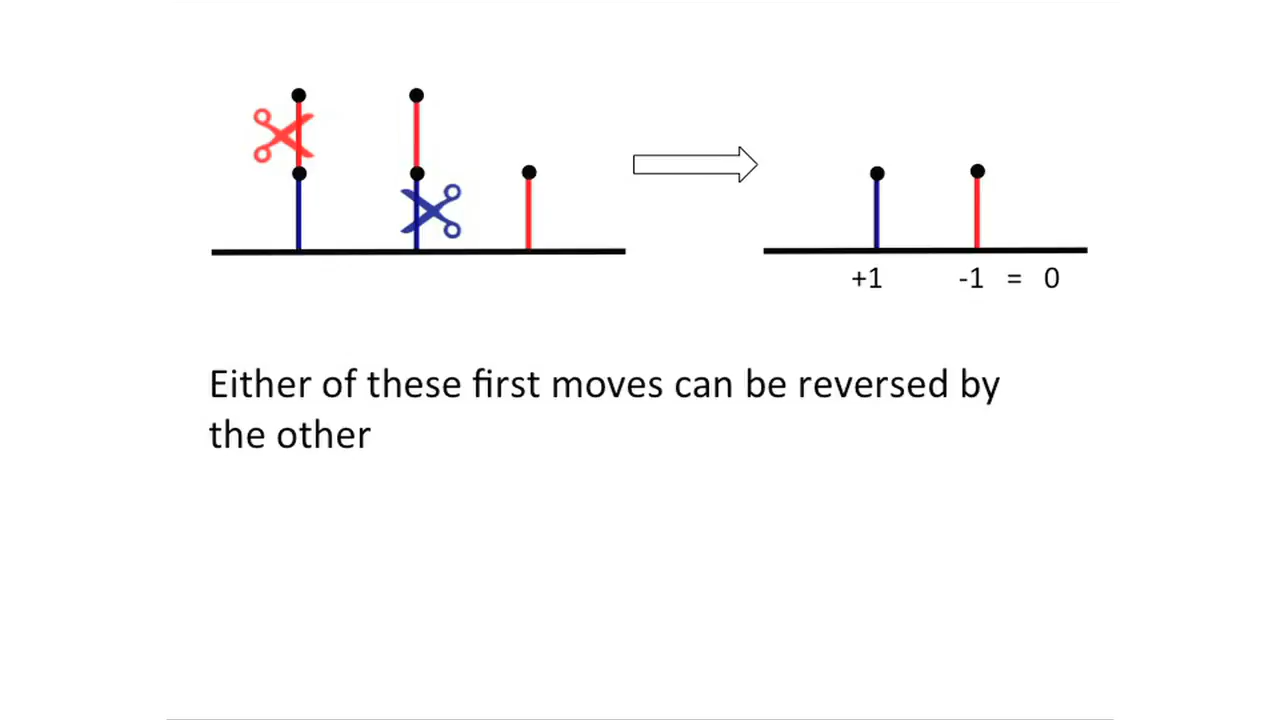 +1 -1 = 0
Either of these first moves can be reversed by
the other